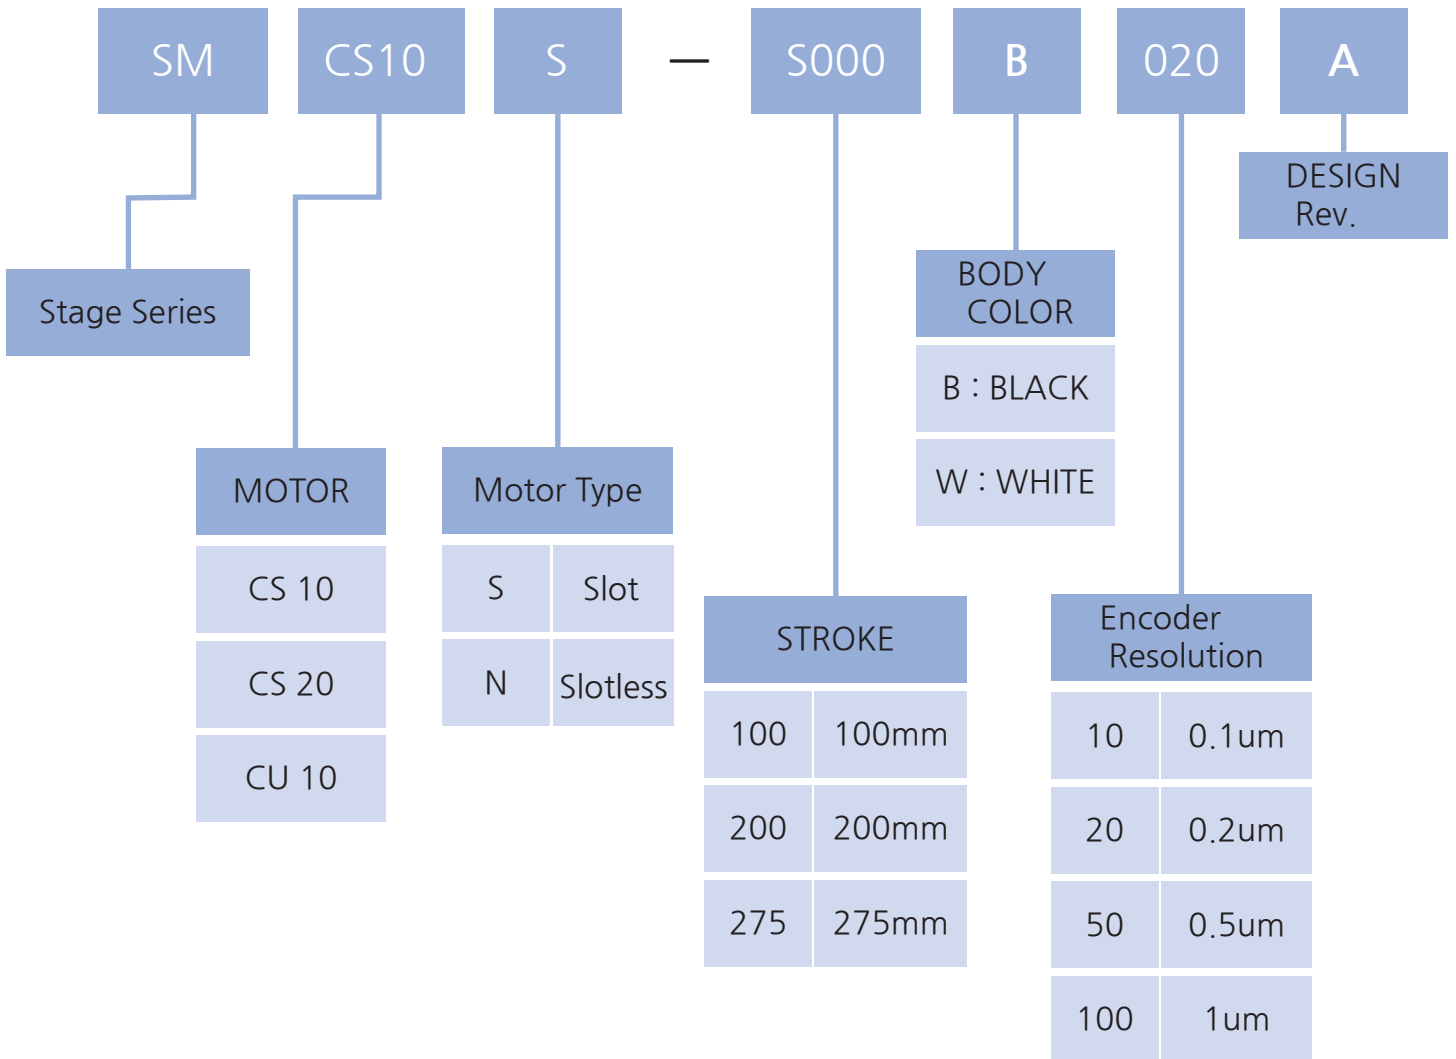 SM CS10 S — S000 B 020 A
DESIGN
Rev.
BODY
COLOR
B : BLACK
W : WHITE
Stage Series
MOTOR
CS 10
CS 20
CU 10
Motor Type
S Slot
N Slotless
STROKE
100 100mm
200 200mm
275 275mm
Encoder
Resolution
10 0.1um
20 0.2um
50 0.5um
100 1um